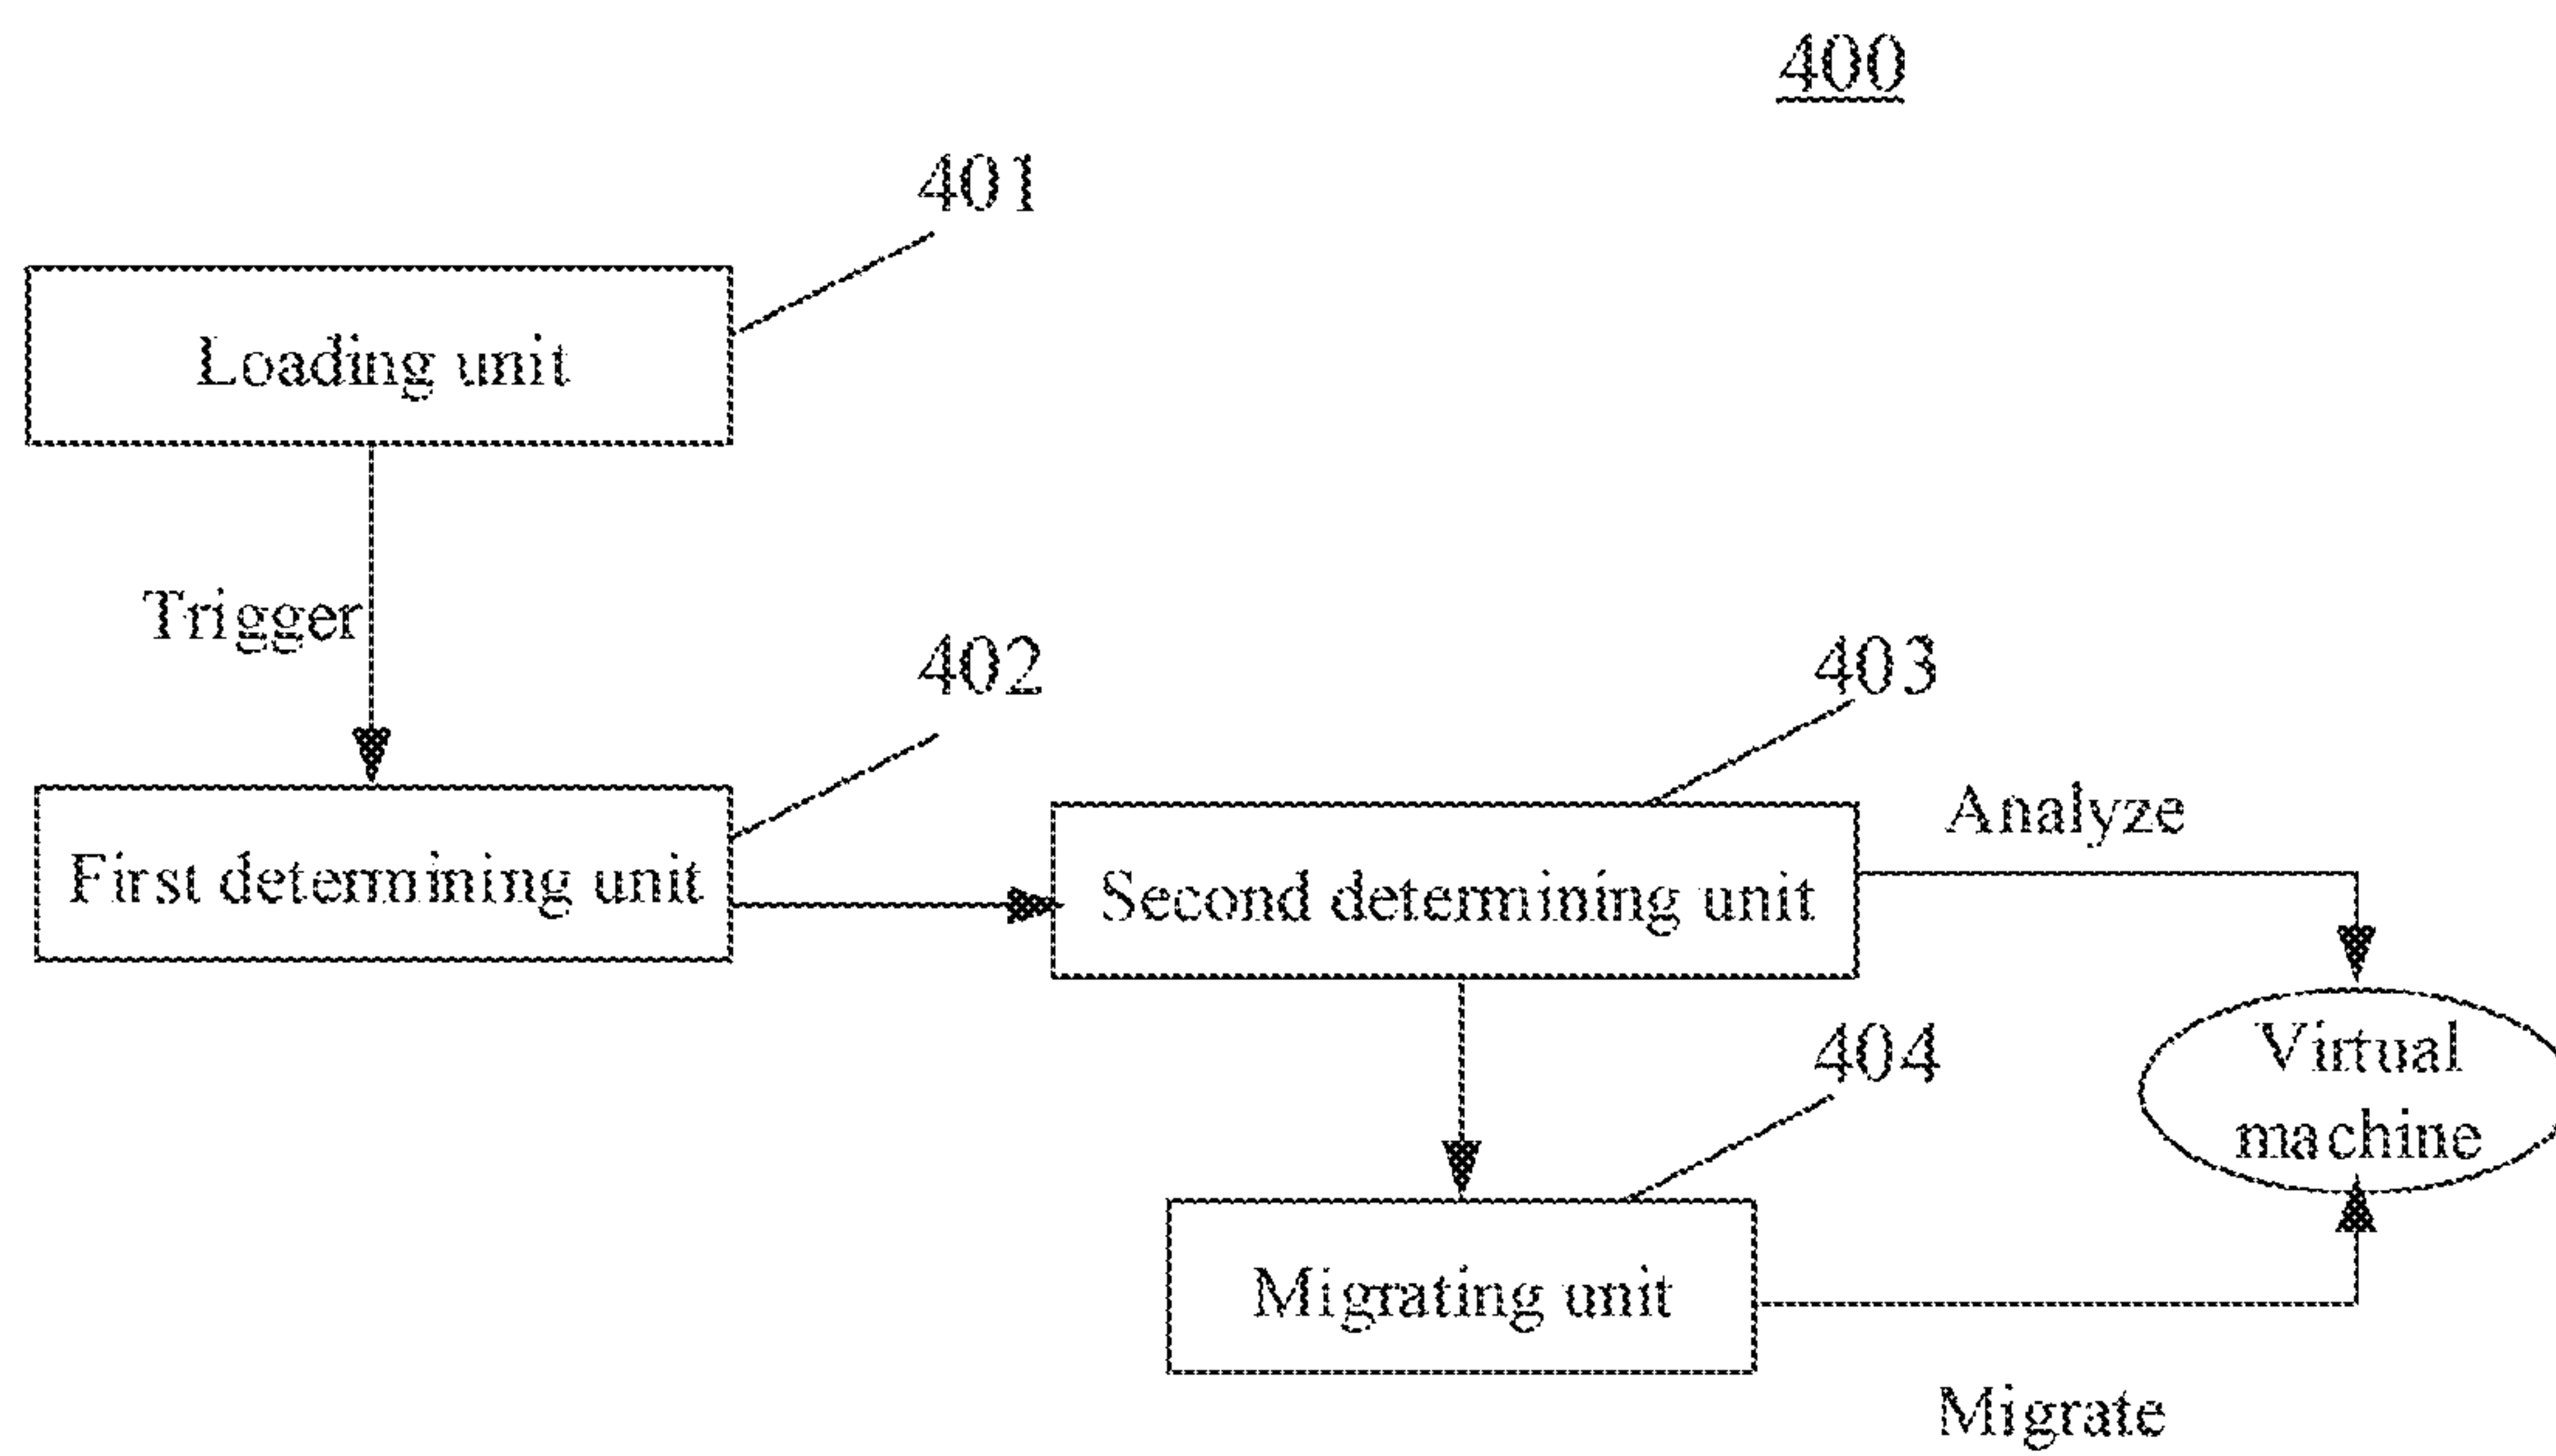 400
401
Loading unit
Trigger
402
403
First determining unit
Second determining unit
Analyze
Virtual
machine
404
Migrating unit
Migrate